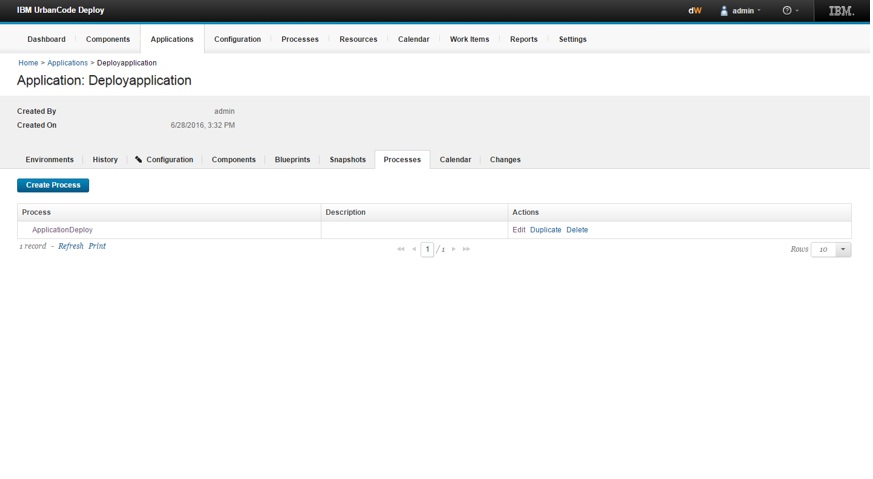 IBM UrbanCode Deploy dW admin IBM
Dashboard Components Applications Configuration Processes Resources Calendar Work Items Reports Settings
Home > Applications > Deployapplication
Application: Deployapplication
Created By admin
Created On 6/28/2016, 3:32 PM
Environments History Configuration Components Blueprints Snapshots Processes Calendar Changes
Create Process
Process Description Actions
ApplicationDeploy Edit Duplicate Delete
1 record - Refresh Print 1 / 1 Rows 10